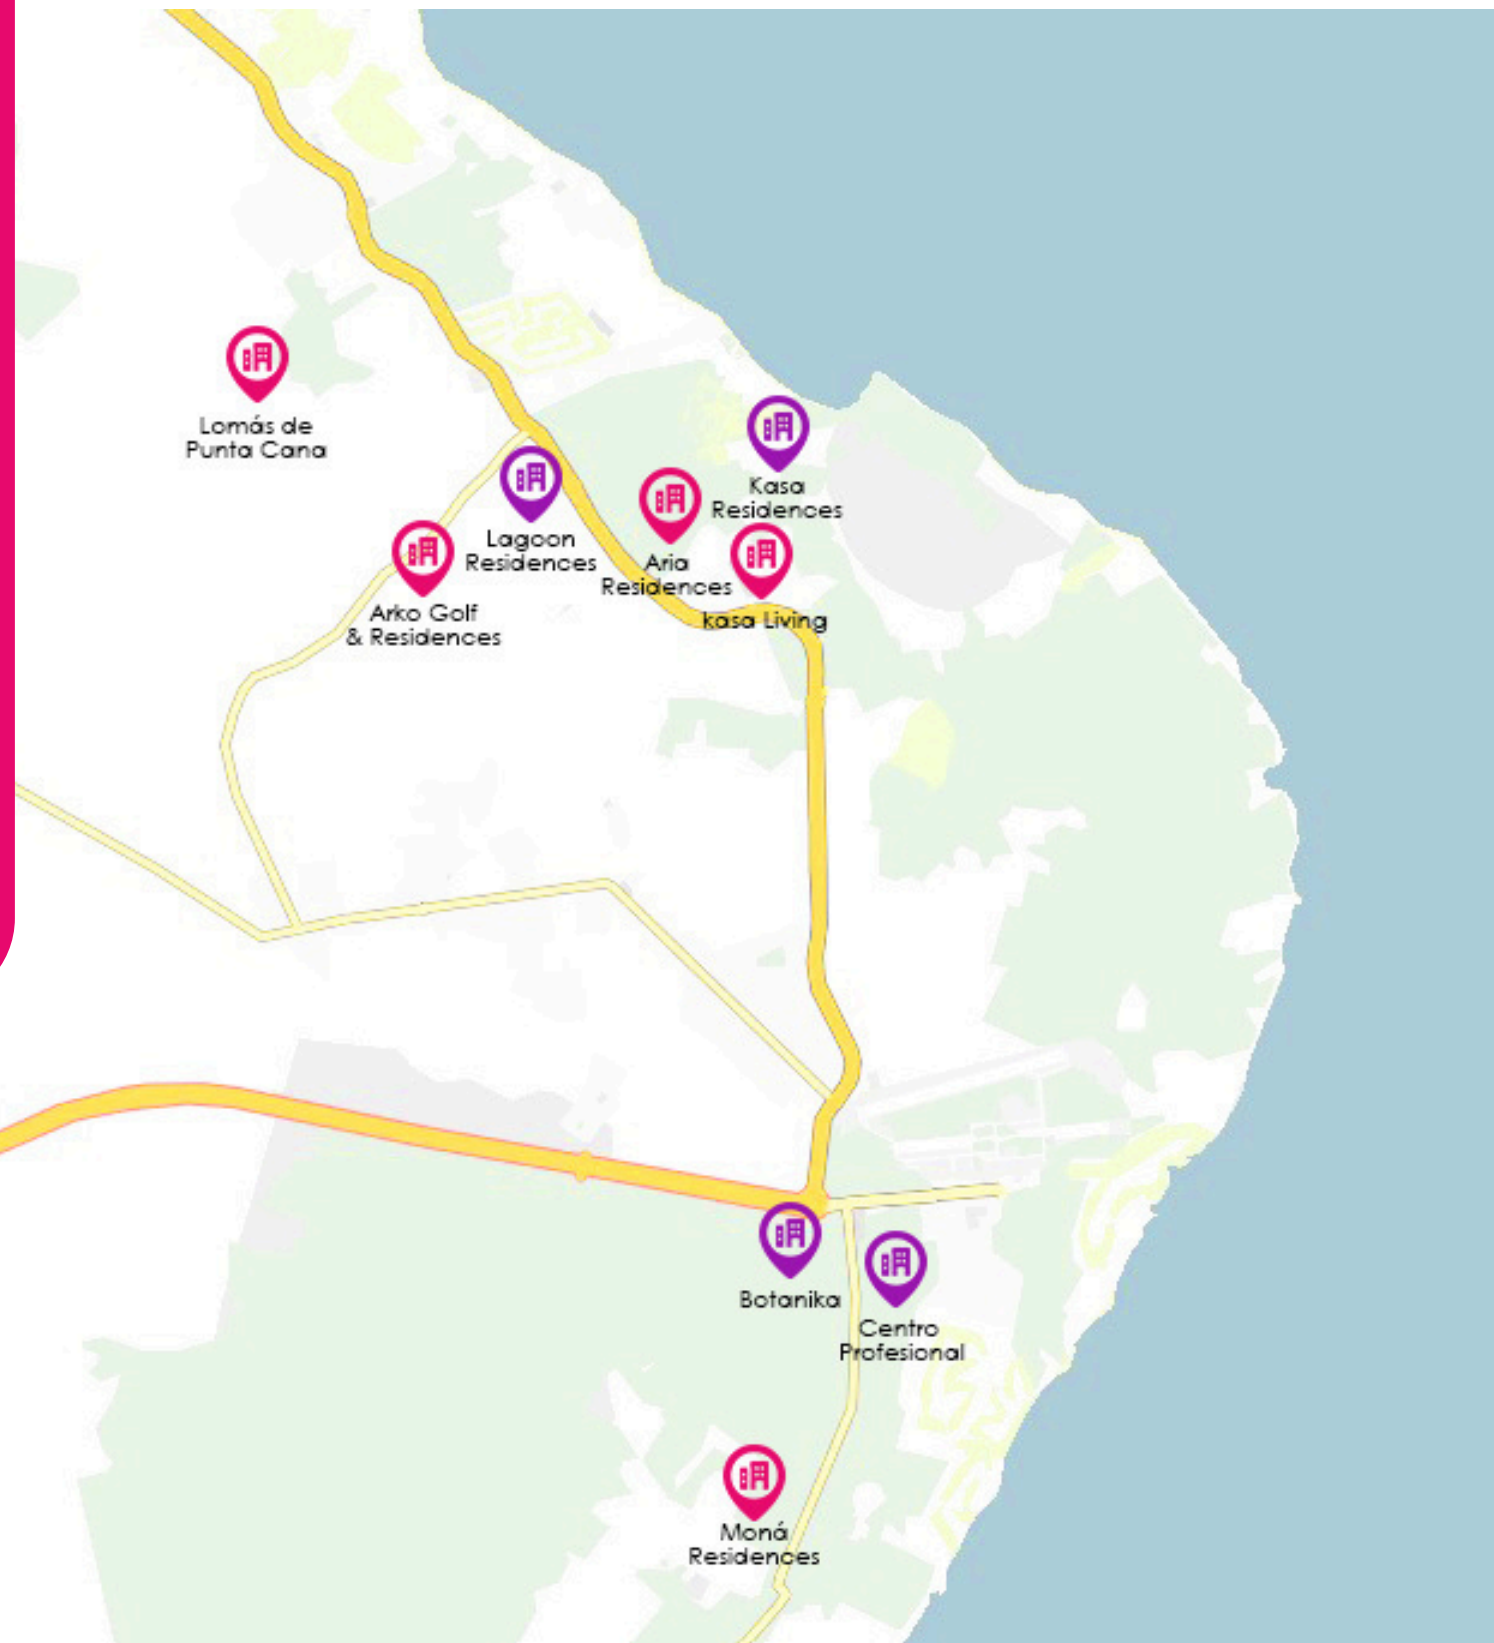 Lomás de
Punta Cana
Kasa
Residences
Lagoon
Residences
Aria
Residences
kasa Living
Arko Golf
& Residences
Botanika
Centro
Profesional
Moná
Residences